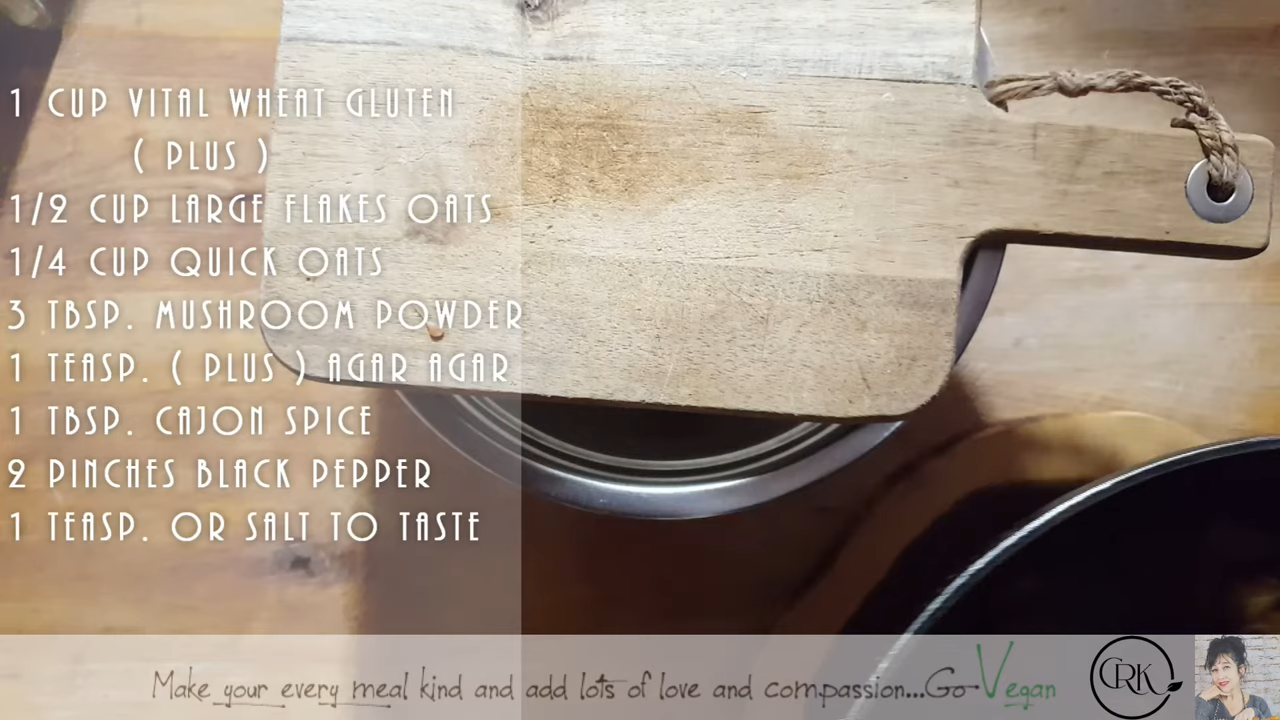 1 CUP VITAL WHEAT GLUTEN
( PLUS )
1/2 CUP LARGE FLAKES OATS
1/4 CUP QUICK OATS
3 TBSP. MUSHROOM POWDER
1 TEASP. ( PLUS ) AGAR AGAR
1 TBSP. CAJON SPICE
2 PINCHES BLACK PEPPER
1 TEASP. OR SALT TO TASTE
Make your every meal kind and add lots of love and compassion...Go Vegan
CRK